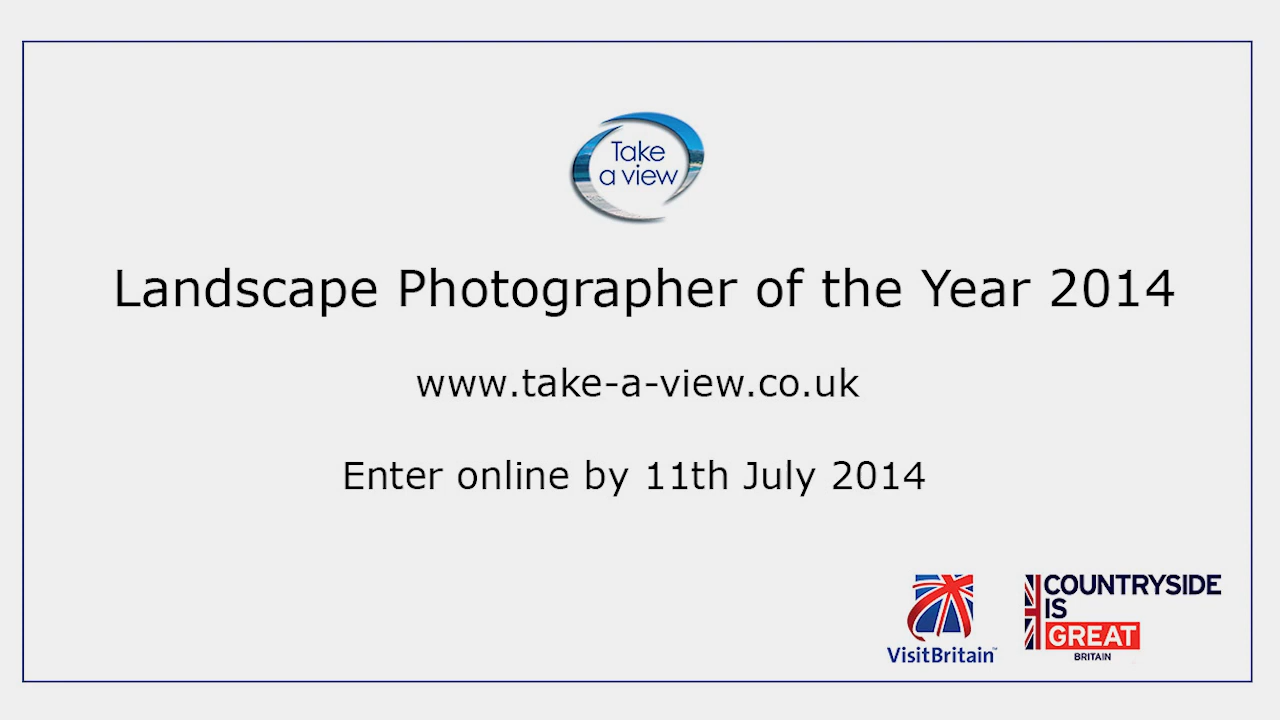 Take
a view
Landscape Photographer of the Year 2014
www.take-a-view.co.uk
Enter online by 11th July 2014
VisitBritain™
COUNTRYSIDE
IS
GREAT
BRITAIN